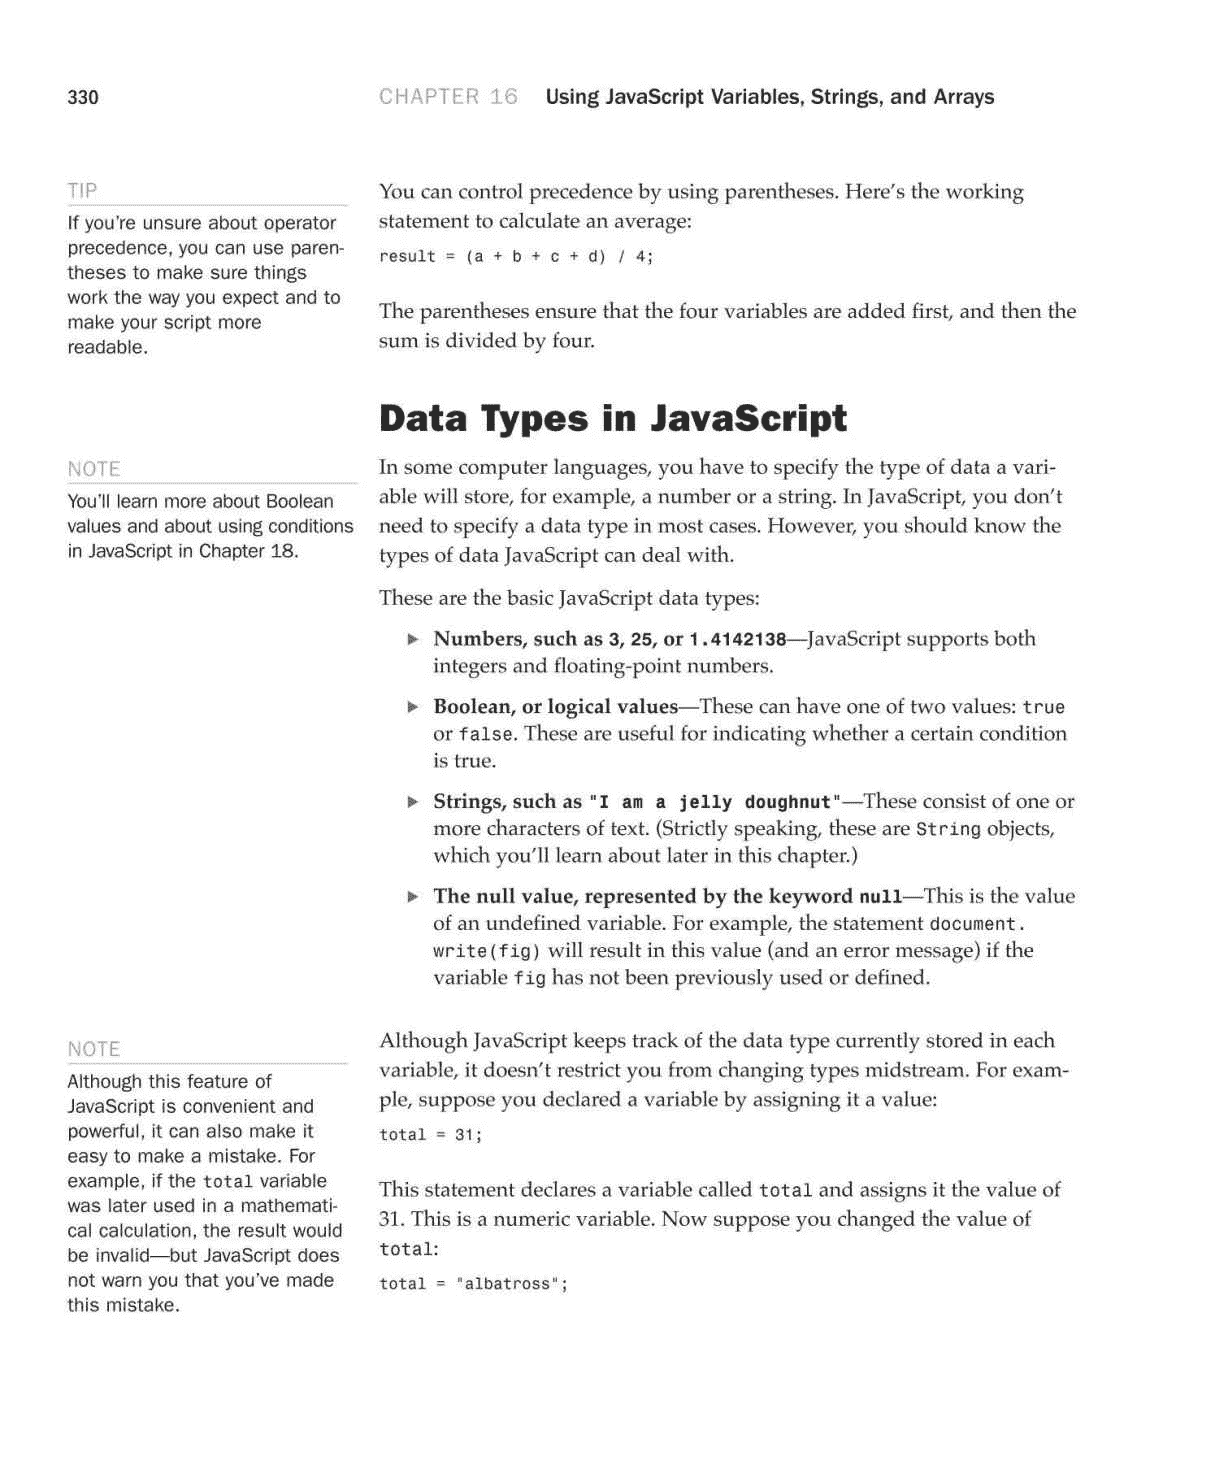 330
CHAPTER 16 Using JavaScript Variables, Strings, and Arrays
TIP
If you're unsure about operator
precedence, you can use paren-
theses to make sure things
work the way you expect and to
make your script more
readable.
You can control precedence by using parentheses. Here's the working
statement to calculate an average:
result = (a + b + c + d) / 4;
The parentheses ensure that the four variables are added first, and then the
sum is divided by four.
Data Types in JavaScript
NOTE
You'll learn more about Boolean
values and about using conditions
in JavaScript in Chapter 18.
In some computer languages, you have to specify the type of data a vari-
able will store, for example, a number or a string. In JavaScript, you don't
need to specify a data type in most cases. However, you should know the
types of data JavaScript can deal with.
These are the basic JavaScript data types:
▶ Numbers, such as 3, 25, or 1.4142138—JavaScript supports both
integers and floating-point numbers.
▶ Boolean, or logical values—These can have one of two values: true
or false. These are useful for indicating whether a certain condition
is true.
▶ Strings, such as "I am a jelly doughnut"—These consist of one or
more characters of text. (Strictly speaking, these are String objects,
which you'll learn about later in this chapter.)
▶ The null value, represented by the keyword null—This is the value
of an undefined variable. For example, the statement document.
write(fig) will result in this value (and an error message) if the
variable fig has not been previously used or defined.
NOTE
Although this feature of
JavaScript is convenient and
powerful, it can also make it
easy to make a mistake. For
example, if the total variable
was later used in a mathemati-
cal calculation, the result would
be invalid—but JavaScript does
not warn you that you've made
this mistake.
Although JavaScript keeps track of the data type currently stored in each
variable, it doesn't restrict you from changing types midstream. For exam-
ple, suppose you declared a variable by assigning it a value:
total = 31;
This statement declares a variable called total and assigns it the value of
31. This is a numeric variable. Now suppose you changed the value of
total:
total = "albatross";